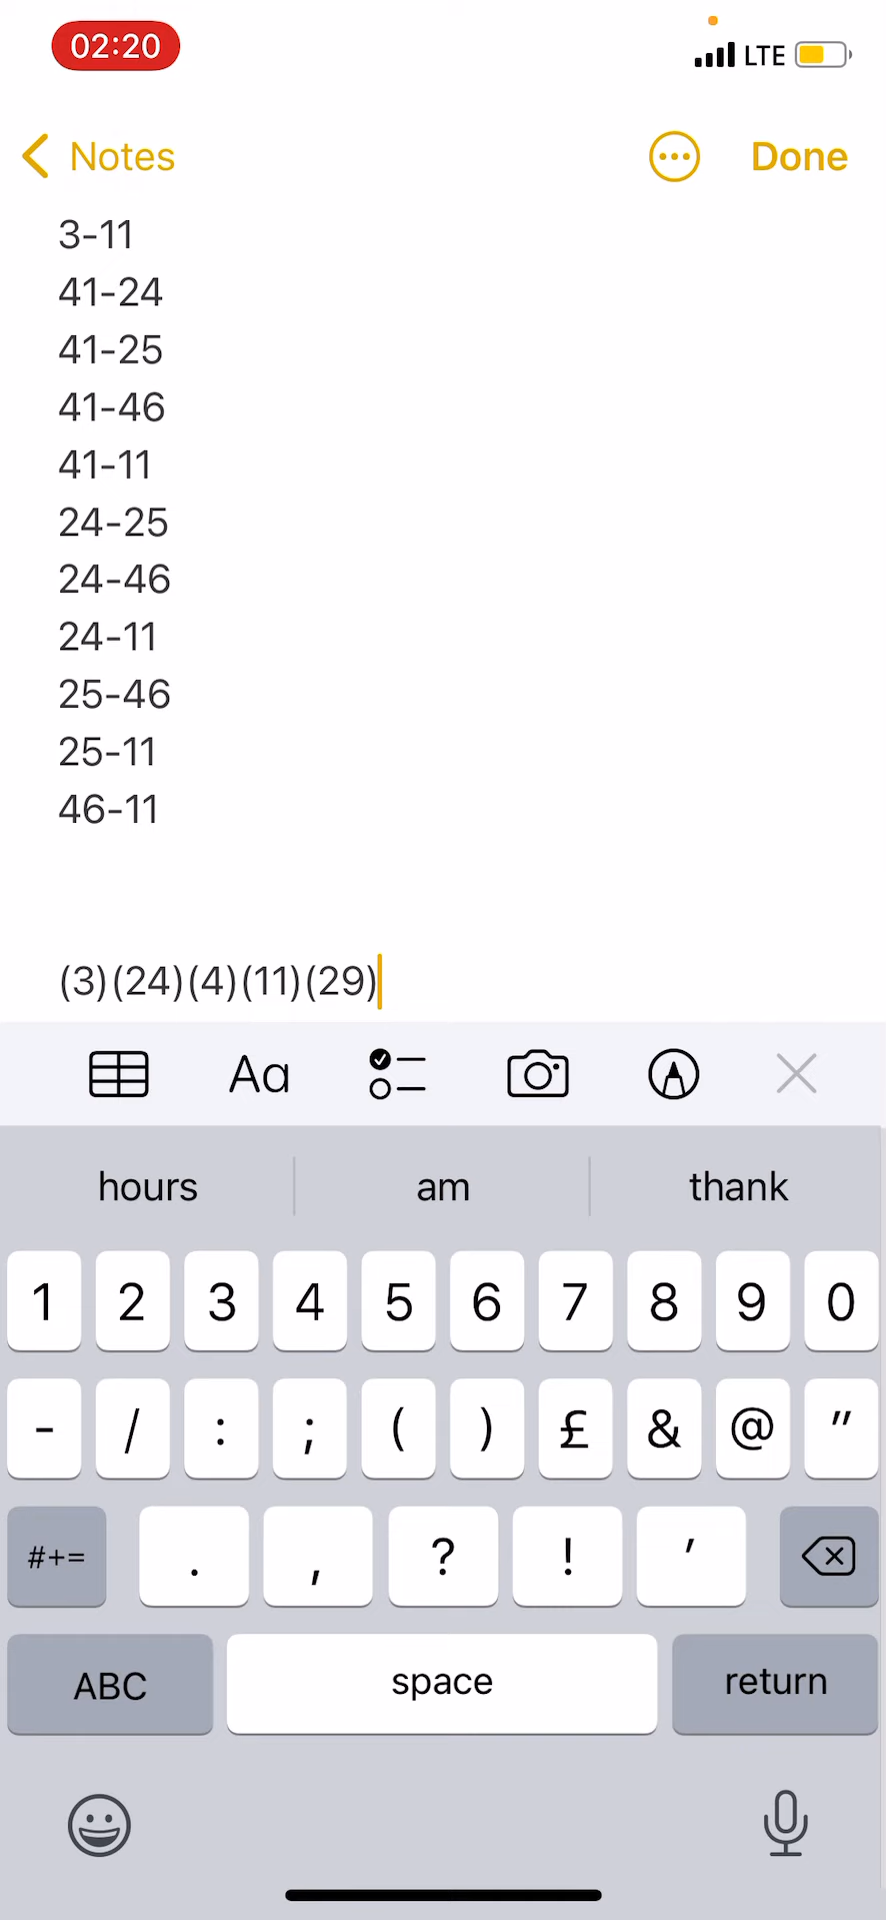 02:20
LTE
Notes
Done
3-11
41-24
41-25
41-46
41-11
24-25
24-46
24-11
25-46
25-11
46-11
(3)(24)(4)(11)(29)
Aa
hours am thank
1 2 3 4 5 6 7 8 9 0
- / : ; ( ) £ & @ "
#+= . , ? ! '
ABC space return